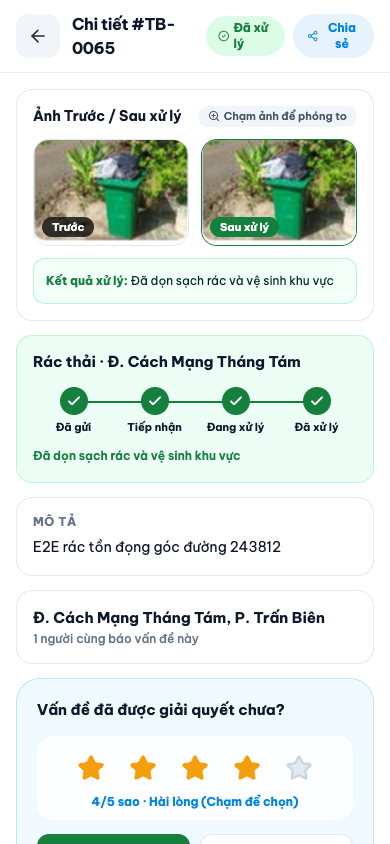 Chi tiết #TB-
0065
Đã xử
lý
Chia
sẻ
Ảnh Trước / Sau xử lý
Chạm ảnh để phóng to
Trước
Sau xử lý
Kết quả xử lý: Đã dọn sạch rác và vệ sinh khu vực
Rác thải · Đ. Cách Mạng Tháng Tám
Đã gửi
Tiếp nhận
Đang xử lý
Đã xử lý
Đã dọn sạch rác và vệ sinh khu vực
MÔ TẢ
E2E rác tồn đọng góc đường 243812
Đ. Cách Mạng Tháng Tám, P. Trấn Biên
1 người cùng báo vấn đề này
Vấn đề đã được giải quyết chưa?
4/5 sao · Hài lòng (Chạm để chọn)